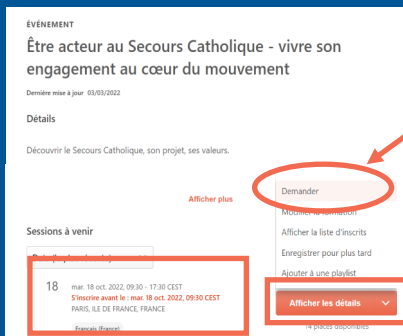 ÉVÉNEMENT
Être acteur au Secours Catholique - vivre son
engagement au cœur du mouvement
Dernière mise à jour 03/03/2022
Détails
Découvrir le Secours Catholique, son projet, ses valeurs.
Afficher plus
Demander
Modifier la formation
Afficher la liste d'inscrits
Enregistrer pour plus tard
Ajouter à une playlist
Afficher les détails
14 places disponibles
Sessions à venir
18
mar. 18 oct. 2022, 09:30 - 17:30 CEST
S'inscrire avant le : mar. 18 oct. 2022, 09:30 CEST
PARIS, ILE DE FRANCE, FRANCE
Français (France)